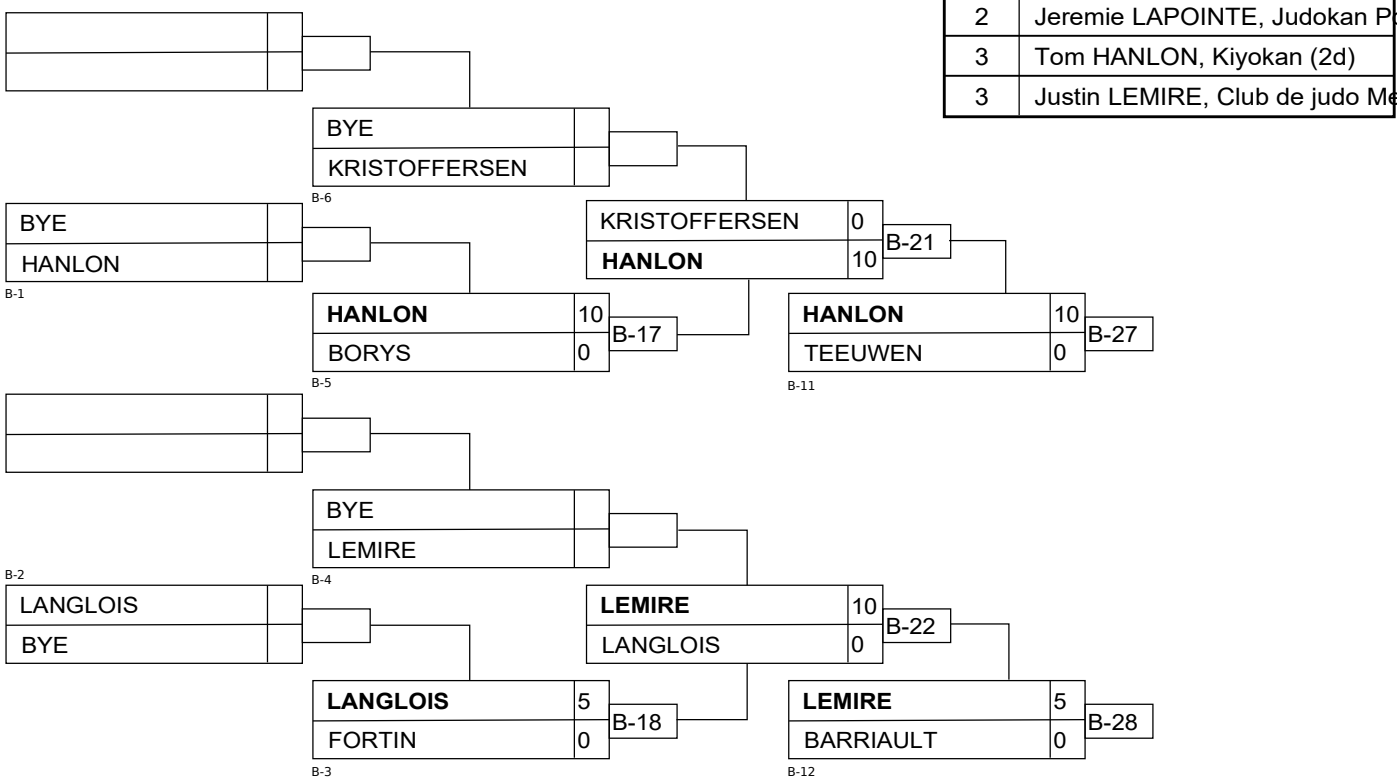 2 Jeremie LAPOINTE, Judokan
3 Tom HANLON, Kiyokan (2d)
3 Justin LEMIRE, Club de judo
BYE
KRISTOFFERSEN
B-6
BYE
HANLON
B-1
KRISTOFFERSEN 0
HANLON 10
B-21
HANLON 10
BORYS 0
B-17
B-5
HANLON 10
TEEUWEN 0
B-27
B-11
BYE
LEMIRE
B-4
B-2
LANGLOIS
BYE
LEMIRE 10
LANGLOIS 0
B-22
LANGLOIS 5
FORTIN 0
B-18
B-3
LEMIRE 5
BARRIAULT 0
B-28
B-12